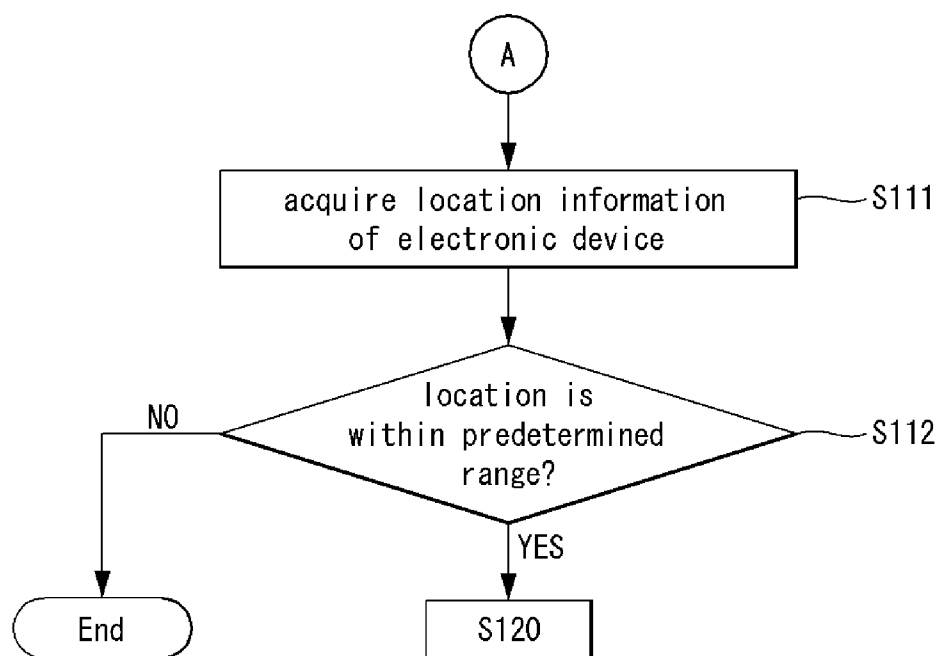 A
acquire location information
of electronic device
S111
location is
within predetermined
range?
S112
NO
YES
End
S120